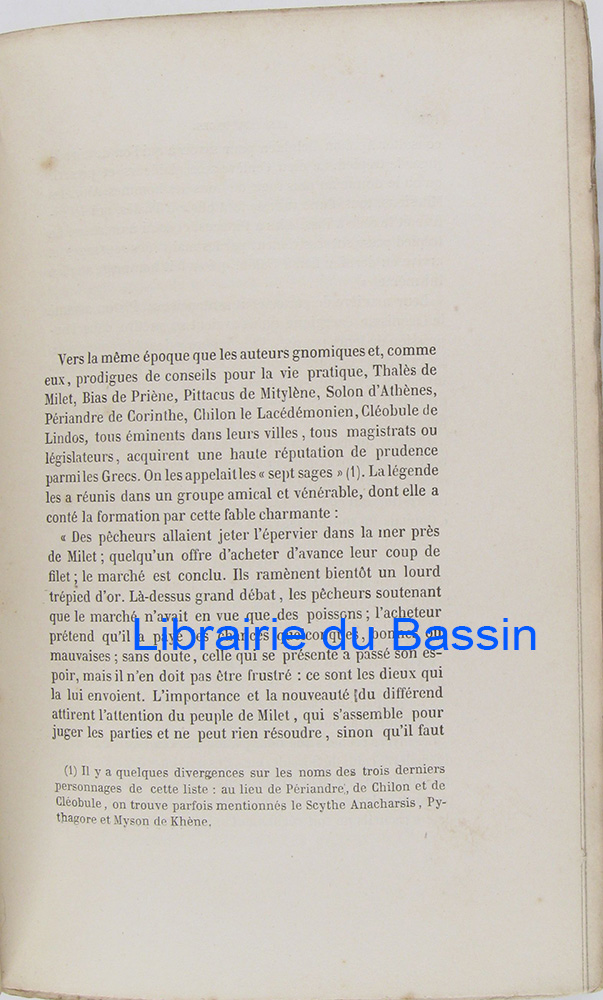 Vers la même époque que les auteurs gnomiques et, comme
eux, prodigues de conseils pour la vie pratique, Thalès de
Milet, Bias de Priène, Pittacus de Mitylène, Solon d'Athènes,
Périandre de Corinthe, Chilon le Lacédémonien, Cléobule de
Lindos, tous éminents dans leurs villes, tous magistrats ou
législateurs, acquirent une haute réputation de prudence
parmi les Grecs. On les appelait les « sept sages » (1). La légende
les a réunis dans un groupe amical et vénérable, dont elle a
conté la formation par cette fable charmante :
« Des pêcheurs allaient jeter l'épervier dans la mer près
de Milet ; quelqu'un offre d'acheter d'avance leur coup de
filet ; le marché est conclu. Ils ramènent bientôt un lourd
trépied d'or. Là-dessus grand débat, les pêcheurs soutenant
que le marché n'avait en vue que des poissons ; l'acheteur
Librairie du Bassin
prétend qu'il a payé les chances quelconques, bonnes ou
mauvaises ; sans doute, celle qui se présente a passé son es-
poir, mais il n'en doit pas être frustré : ce sont les dieux qui
la lui envoient. L'importance et la nouveauté du différend
attirent l'attention du peuple de Milet, qui s'assemble pour
juger les parties et ne peut rien résoudre, sinon qu'il faut
(1) Il y a quelques divergences sur les noms des trois derniers
personnages de cette liste : au lieu de Périandre, de Chilon et de
Cléobule, on trouve parfois mentionnés le Scythe Anacharsis, Py-
thagore et Myson de Khène.